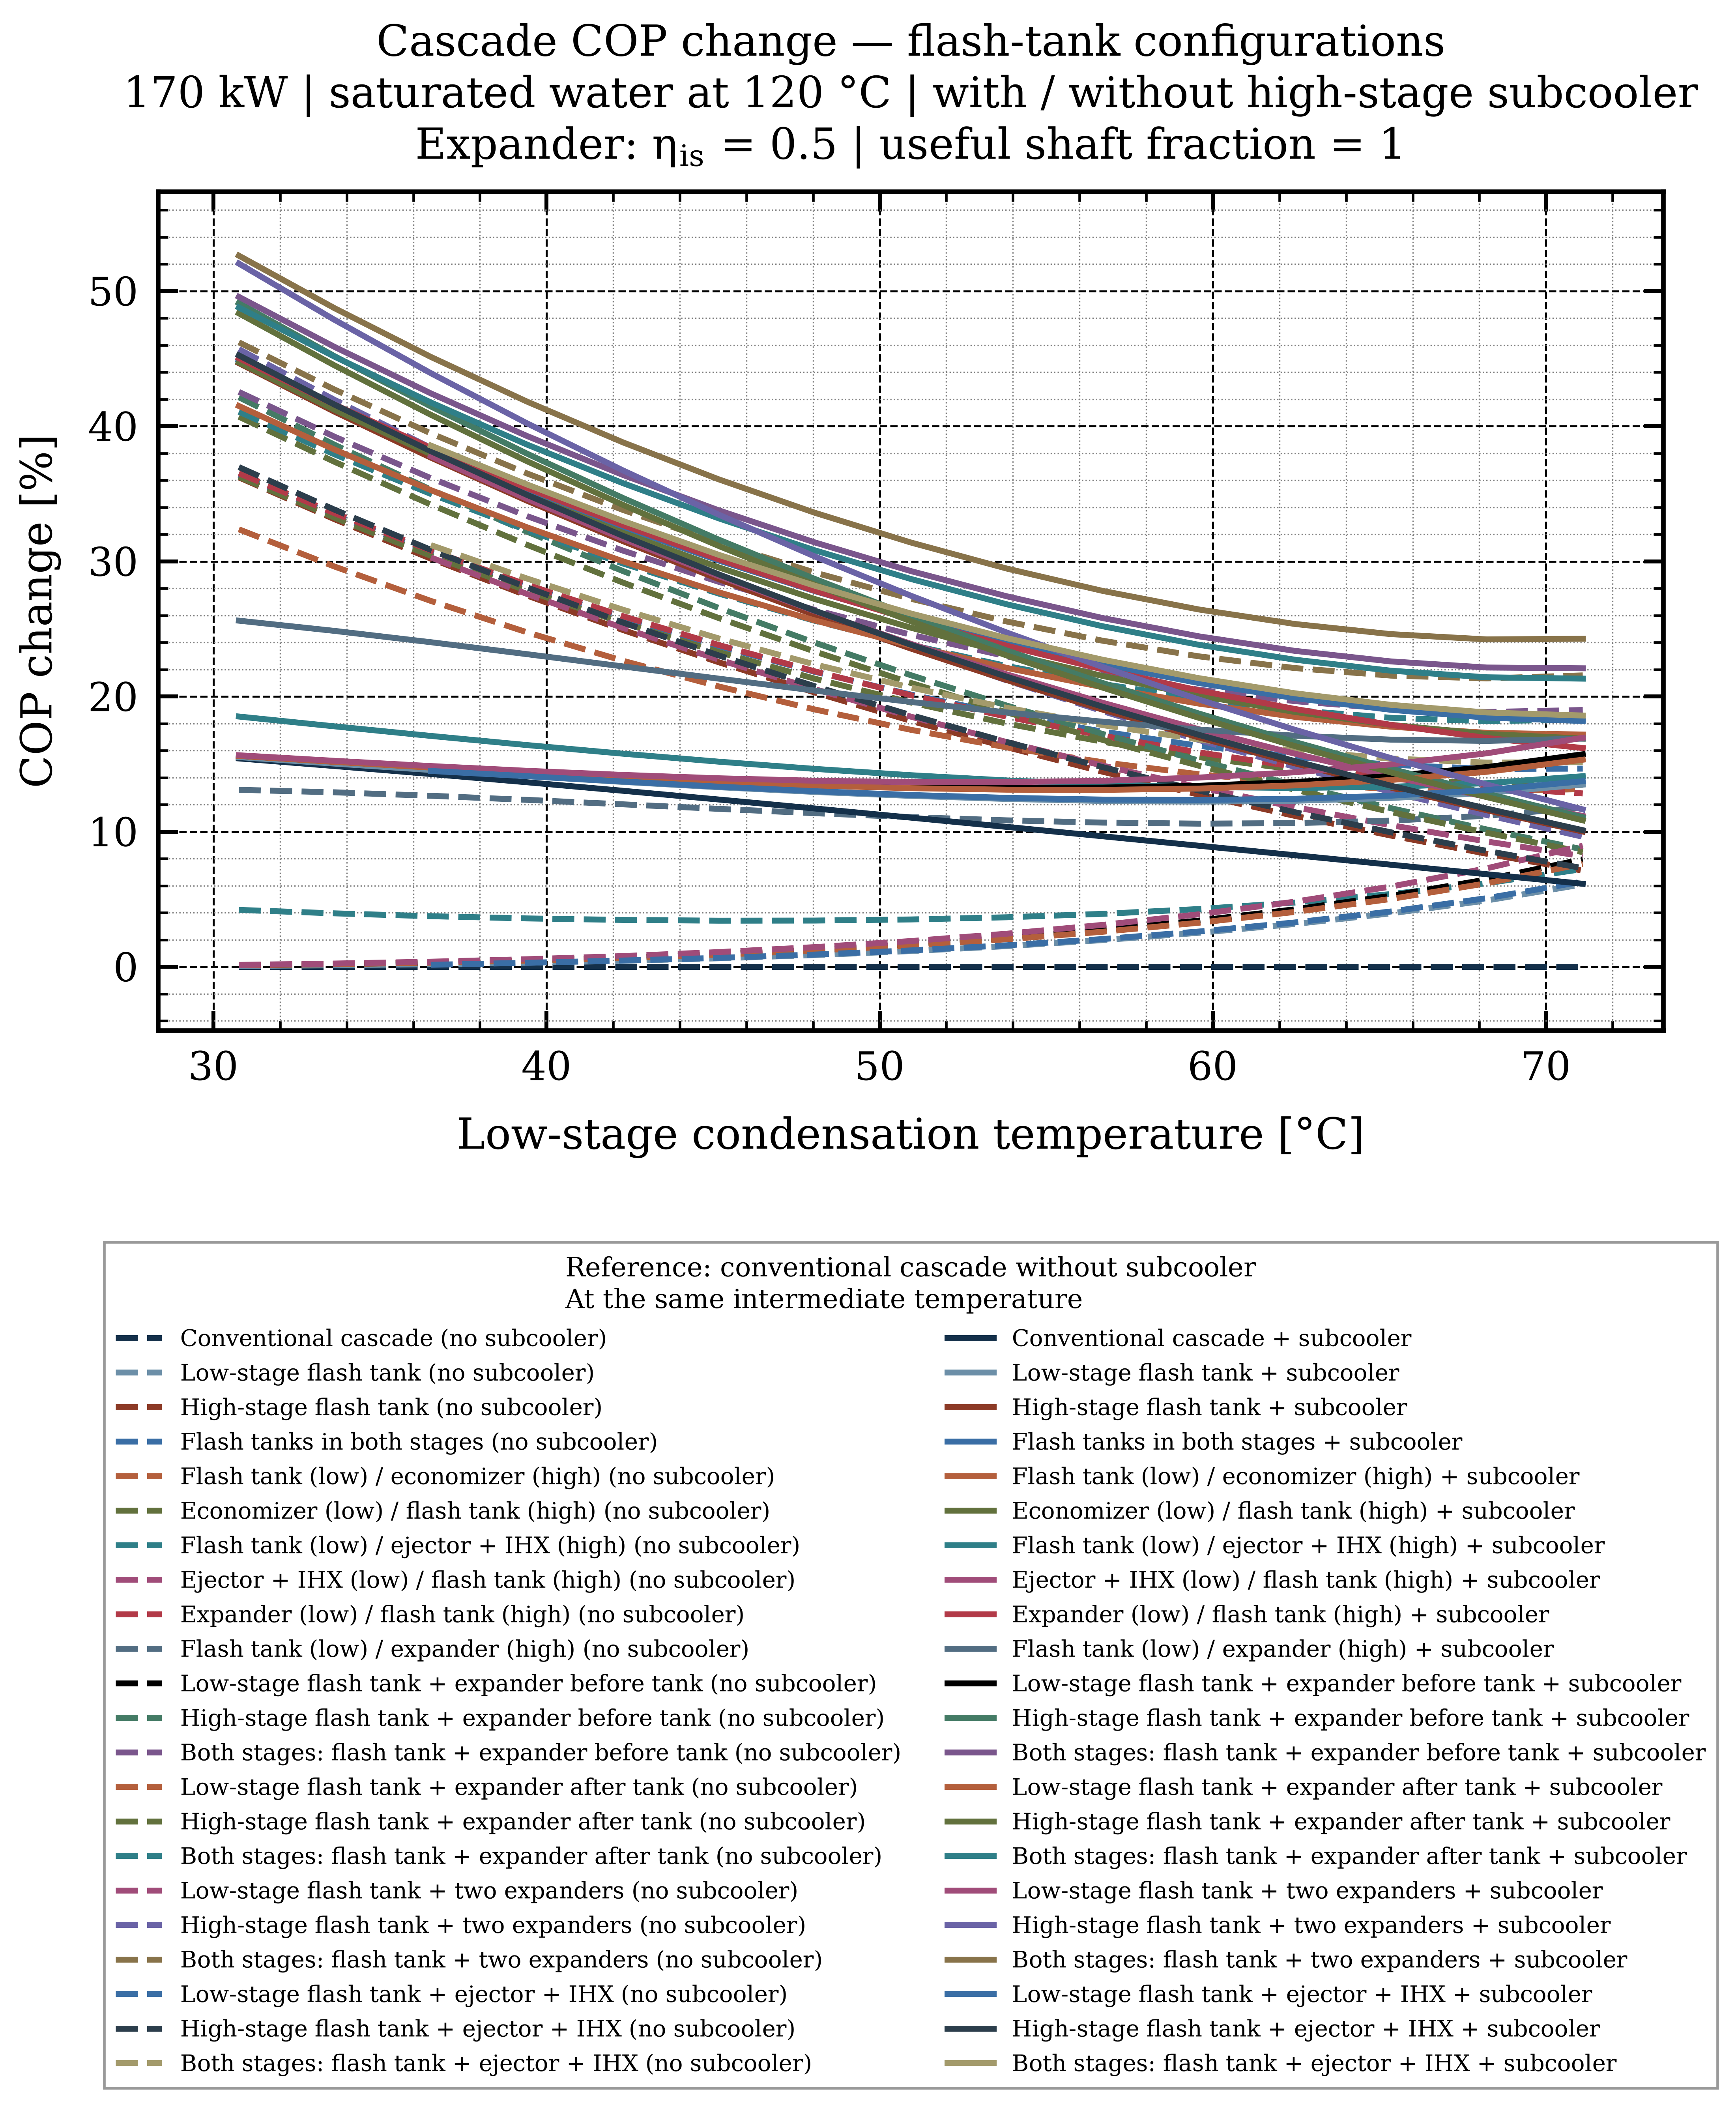 Cascade COP change — flash-tank configurations
170 kW | saturated water at 120 °C | with / without high-stage subcooler
Expander: ηis = 0.5 | useful shaft fraction = 1
COP change [%]
50
40
30
20
10
0
30 40 50 60 70
Low-stage condensation temperature [°C]
Reference: conventional cascade without subcooler
At the same intermediate temperature
Conventional cascade (no subcooler)
Low-stage flash tank (no subcooler)
High-stage flash tank (no subcooler)
Flash tanks in both stages (no subcooler)
Flash tank (low) / economizer (high) (no subcooler)
Economizer (low) / flash tank (high) (no subcooler)
Flash tank (low) / ejector + IHX (high) (no subcooler)
Ejector + IHX (low) / flash tank (high) (no subcooler)
Expander (low) / flash tank (high) (no subcooler)
Flash tank (low) / expander (high) (no subcooler)
Low-stage flash tank + expander before tank (no subcooler)
High-stage flash tank + expander before tank (no subcooler)
Both stages: flash tank + expander before tank (no subcooler)
Low-stage flash tank + expander after tank (no subcooler)
High-stage flash tank + expander after tank (no subcooler)
Both stages: flash tank + expander after tank (no subcooler)
Low-stage flash tank + two expanders (no subcooler)
High-stage flash tank + two expanders (no subcooler)
Both stages: flash tank + two expanders (no subcooler)
Low-stage flash tank + ejector + IHX (no subcooler)
High-stage flash tank + ejector + IHX (no subcooler)
Both stages: flash tank + ejector + IHX (no subcooler)
Conventional cascade + subcooler
Low-stage flash tank + subcooler
High-stage flash tank + subcooler
Flash tanks in both stages + subcooler
Flash tank (low) / economizer (high) + subcooler
Economizer (low) / flash tank (high) + subcooler
Flash tank (low) / ejector + IHX (high) + subcooler
Ejector + IHX (low) / flash tank (high) + subcooler
Expander (low) / flash tank (high) + subcooler
Flash tank (low) / expander (high) + subcooler
Low-stage flash tank + expander before tank + subcooler
High-stage flash tank + expander before tank + subcooler
Both stages: flash tank + expander before tank + subcooler
Low-stage flash tank + expander after tank + subcooler
High-stage flash tank + expander after tank + subcooler
Both stages: flash tank + expander after tank + subcooler
Low-stage flash tank + two expanders + subcooler
High-stage flash tank + two expanders + subcooler
Both stages: flash tank + two expanders + subcooler
Low-stage flash tank + ejector + IHX + subcooler
High-stage flash tank + ejector + IHX + subcooler
Both stages: flash tank + ejector + IHX + subcooler